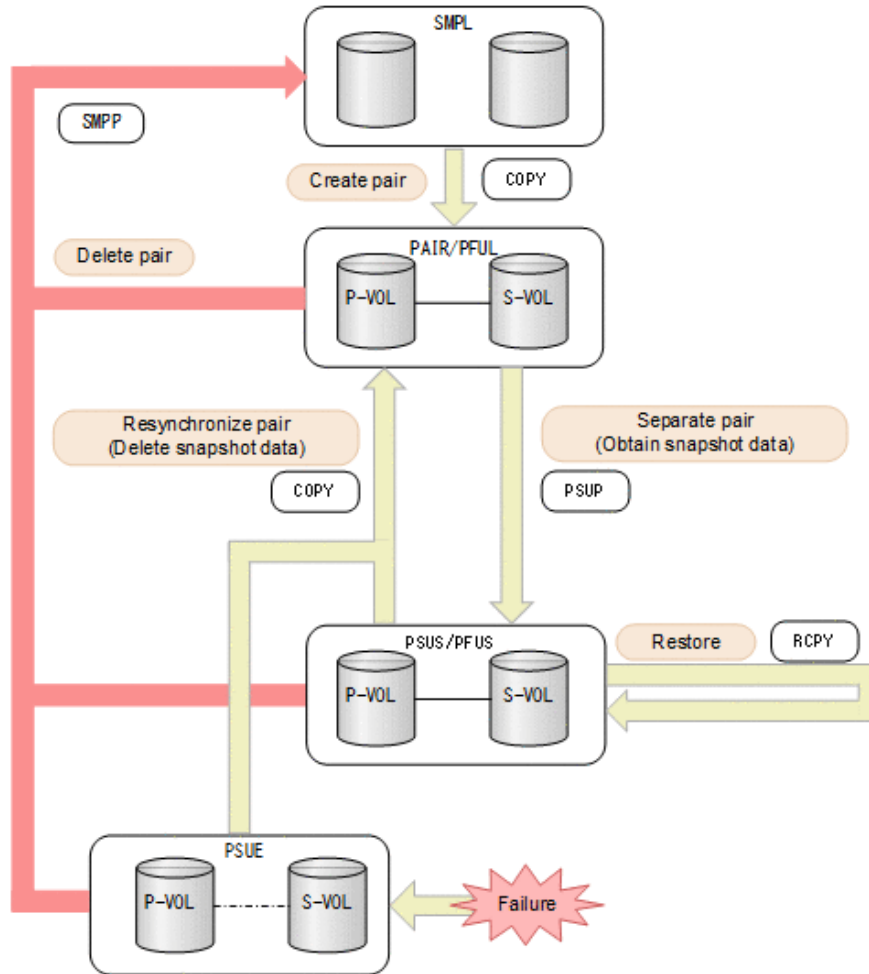 SMPL
SMPP
Create pair
COPY
Delete pair
PAIR/PFUL
P-VOL
S-VOL
Resynchronize pair
(Delete snapshot data)
COPY
Separate pair
(Obtain snapshot data)
PSUP
PSUS/PFUS
P-VOL
S-VOL
Restore
RCPY
PSUE
P-VOL
S-VOL
Failure